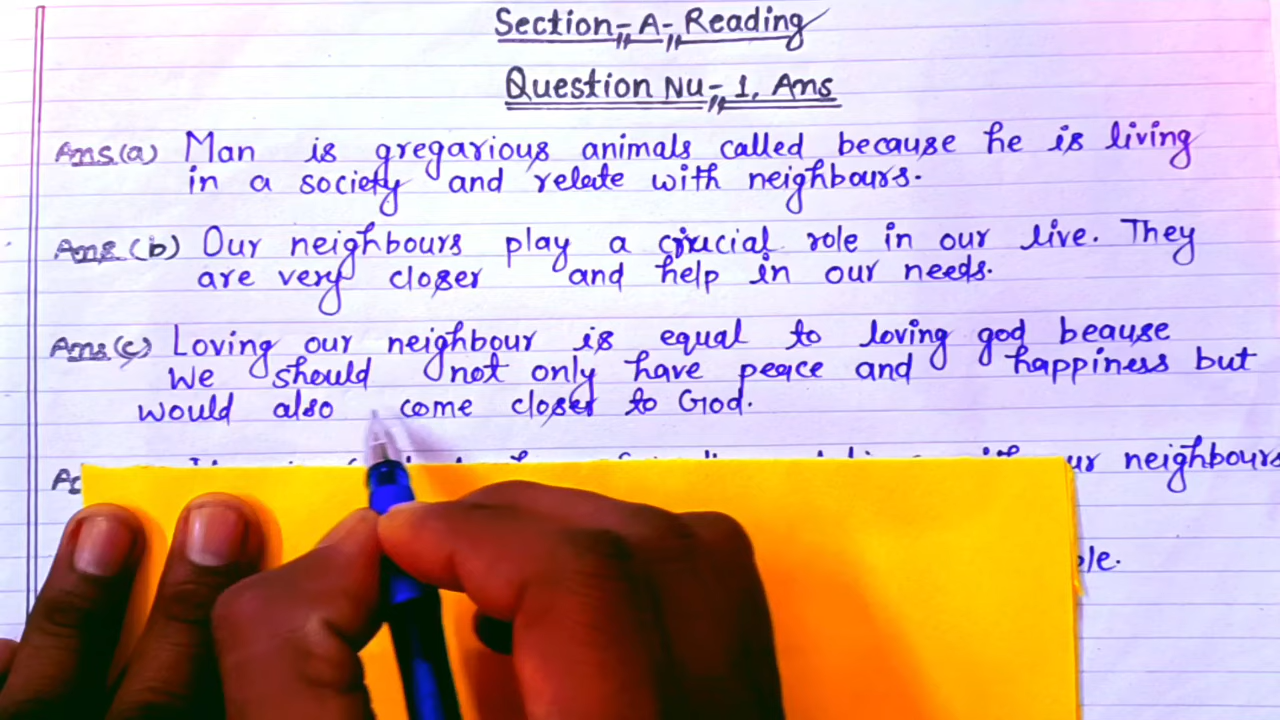 Section-A-Reading
Question Nu-1, Ans
Ans(a) Man is gregarious animals called because he is living
in a society and relate with neighbours.
Ans(b) Our neighbours play a crucial role in our live. They
are very closer and help in our needs.
Ans(c) Loving our neighbour is equal to loving god beause
We should not only have peace and happiness but
would also come closer to God.
neighbours